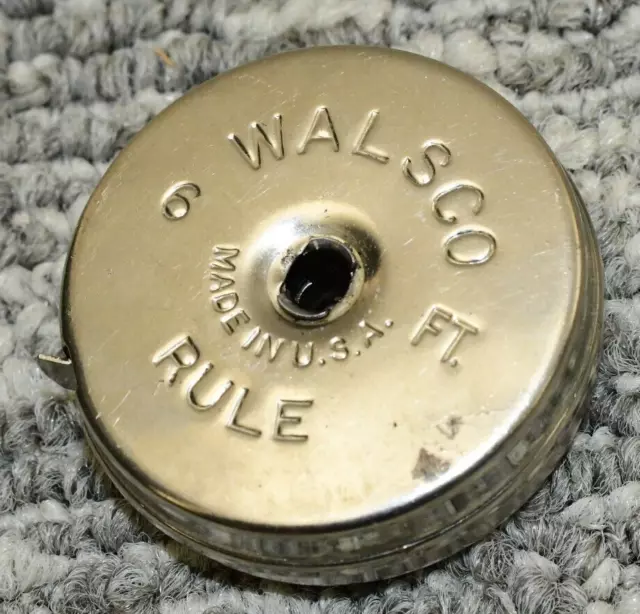 WALSCO
6 FT.
RULE
MADE IN U.S.A.